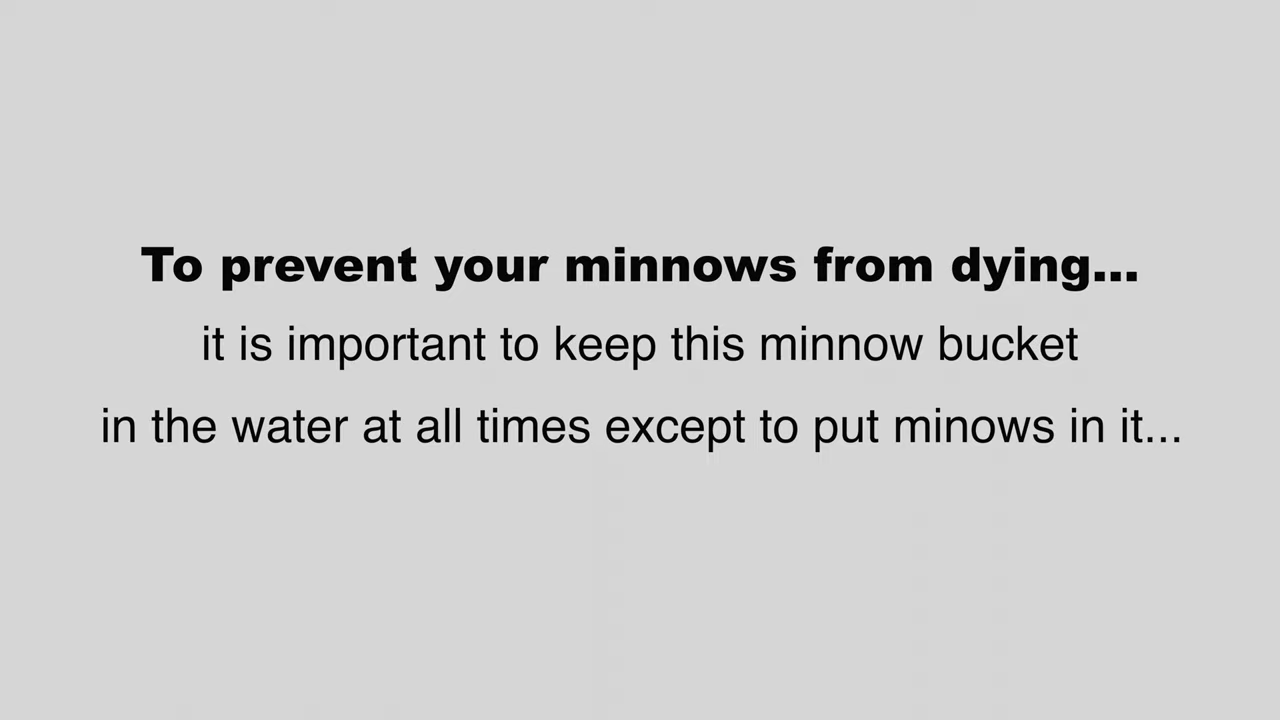 To prevent your minnows from dying...
it is important to keep this minnow bucket
in the water at all times except to put minows in it...